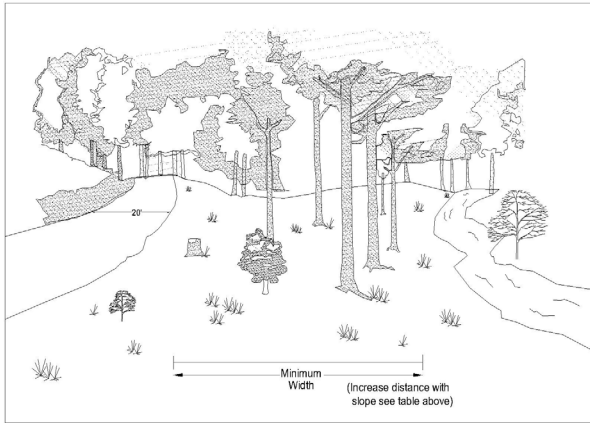 20'
Minimum
Width
(Increase distance with
slope see table above)